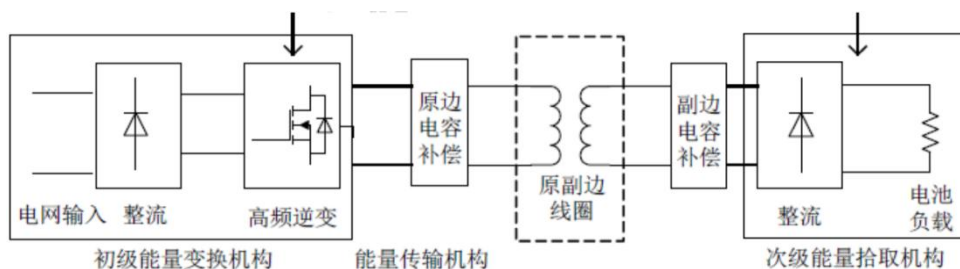 原边
电容
补偿
副边
电容
补偿
原副边
线圈
电网输入
整流
高频逆变
整流
电池
负载
初级能量变换机构
能量传输机构
次级能量拾取机构